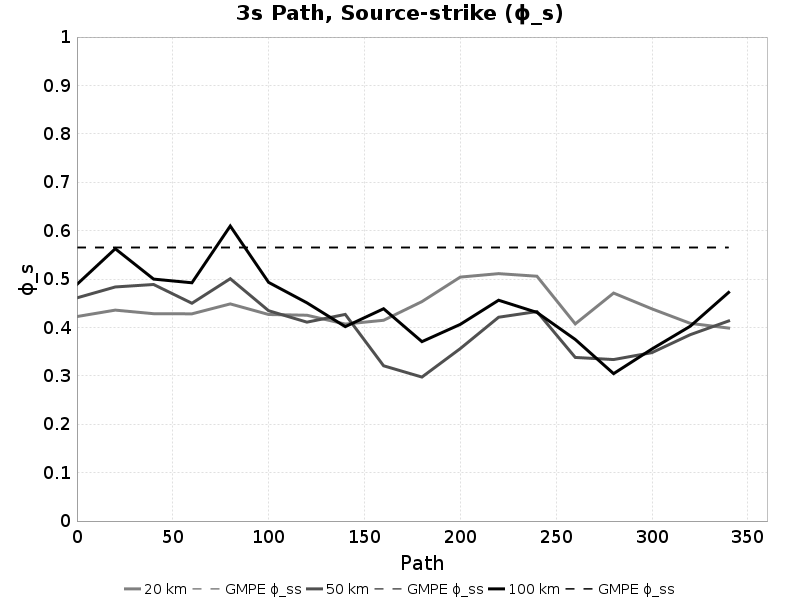 3s Path, Source-strike (ϕ_s)
1
0.9
0.8
0.7
0.6
0.5
0.4
0.3
0.2
0.1
0
ϕ_s
0 50 100 150 200 250 300 350
Path
20 km GMPE ϕ_ss 50 km GMPE ϕ_ss 100 km GMPE ϕ_ss